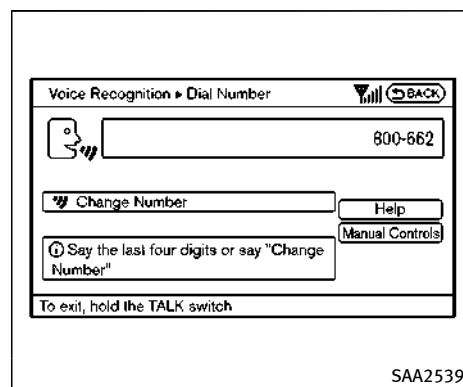 Voice Recognition ▸ Dial Number
BACK
800-662
Change Number
Help
Manual Controls
Say the last four digits or say "Change
Number"
To exit, hold the TALK switch
SAA2539